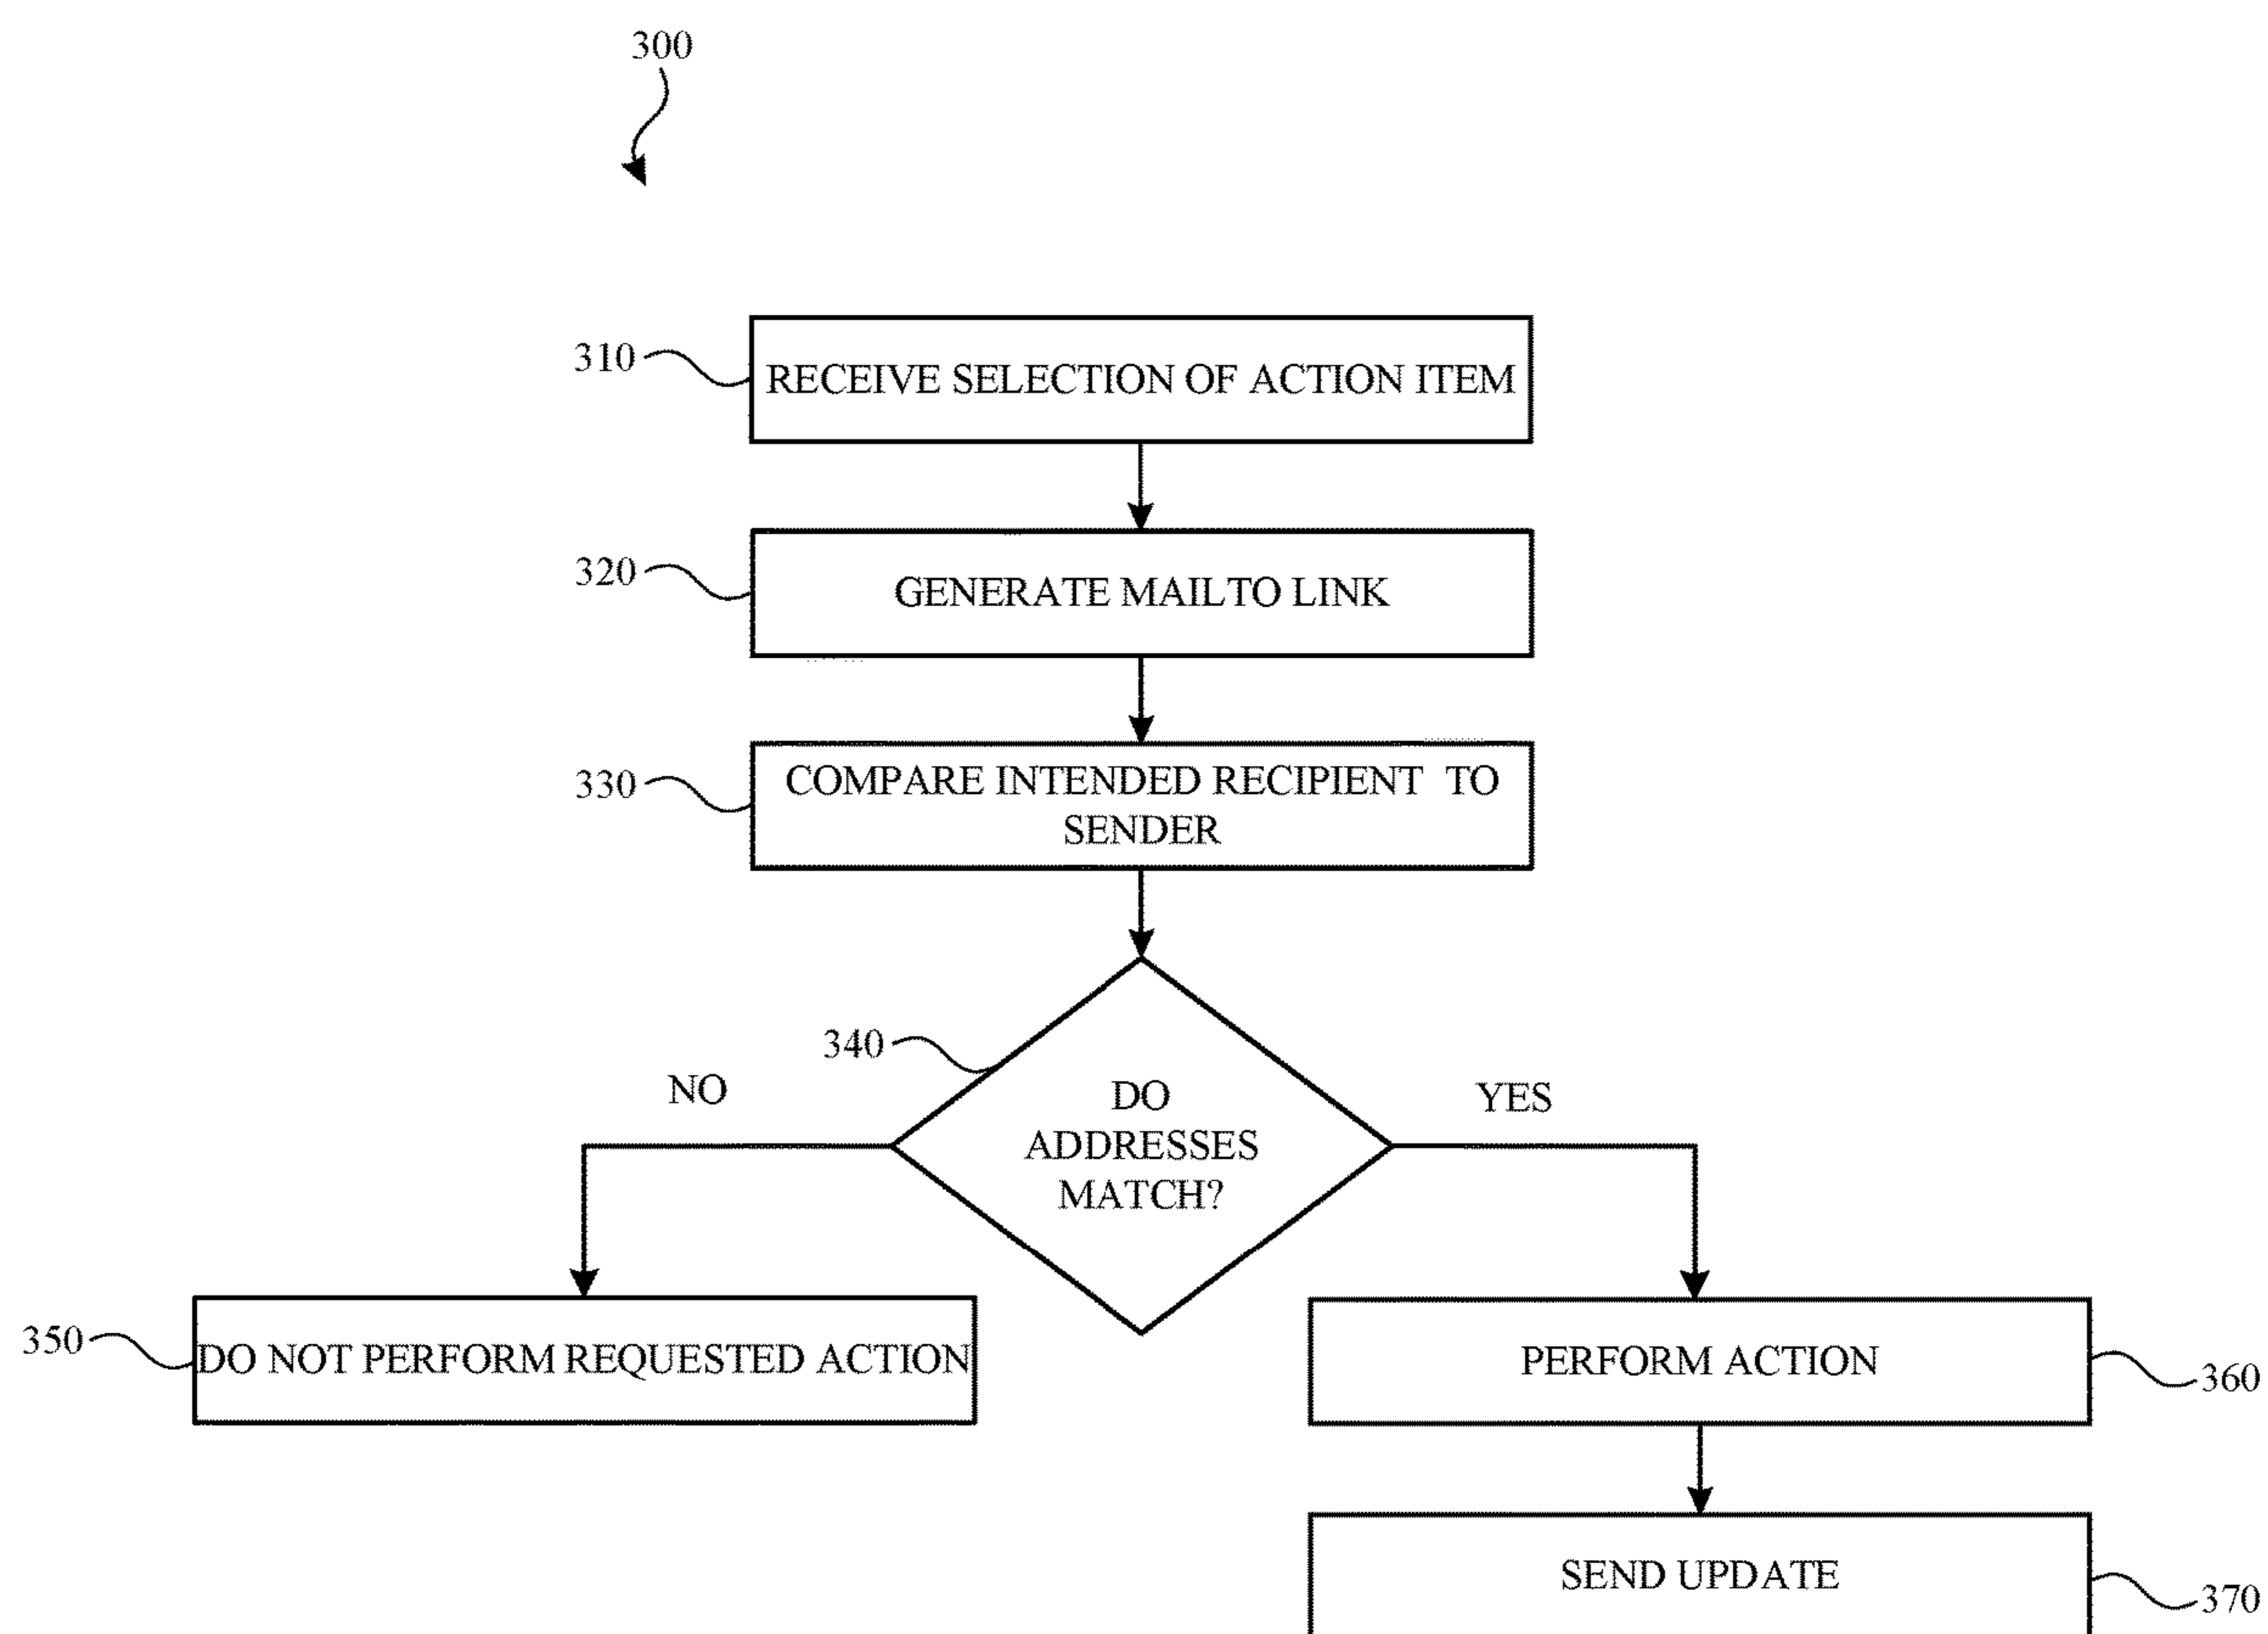 300
310
RECEIVE SELECTION OF ACTION ITEM
320
GENERATE MAILTO LINK
330
COMPARE INTENDED RECIPIENT TO
SENDER
340
NO
DO
ADDRESSES
MATCH?
YES
350
DO NOT PERFORM REQUESTED ACTION
PERFORM ACTION
360
SEND UPDATE
370